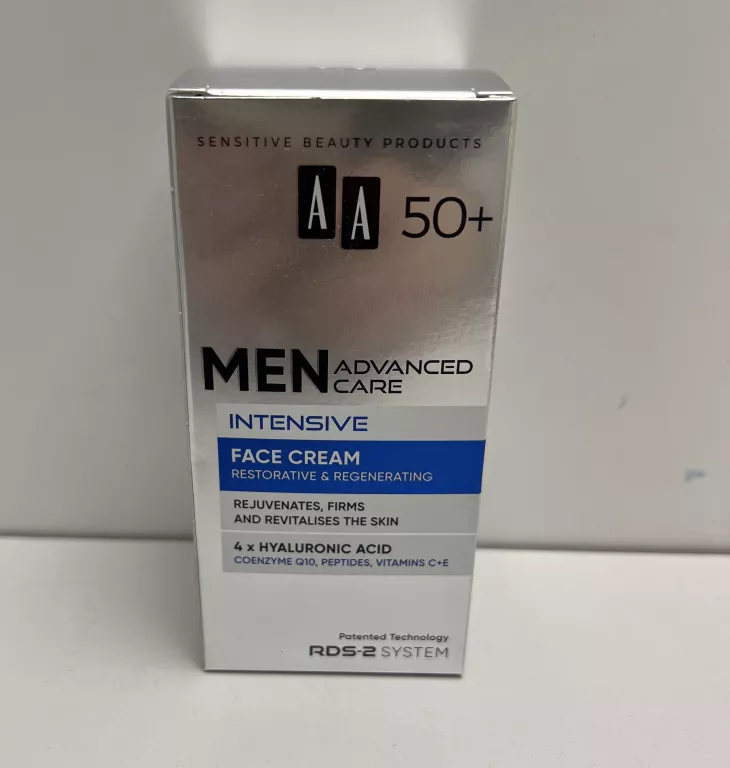 SENSITIVE BEAUTY PRODUCTS
AA 50+
MEN ADVANCED
CARE
INTENSIVE
FACE CREAM
RESTORATIVE & REGENERATING
REJUVENATES, FIRMS
AND REVITALISES THE SKIN
4 x HYALURONIC ACID
COENZYME Q10, PEPTIDES, VITAMINS C+E
Patented Technology
RDS-2 SYSTEM